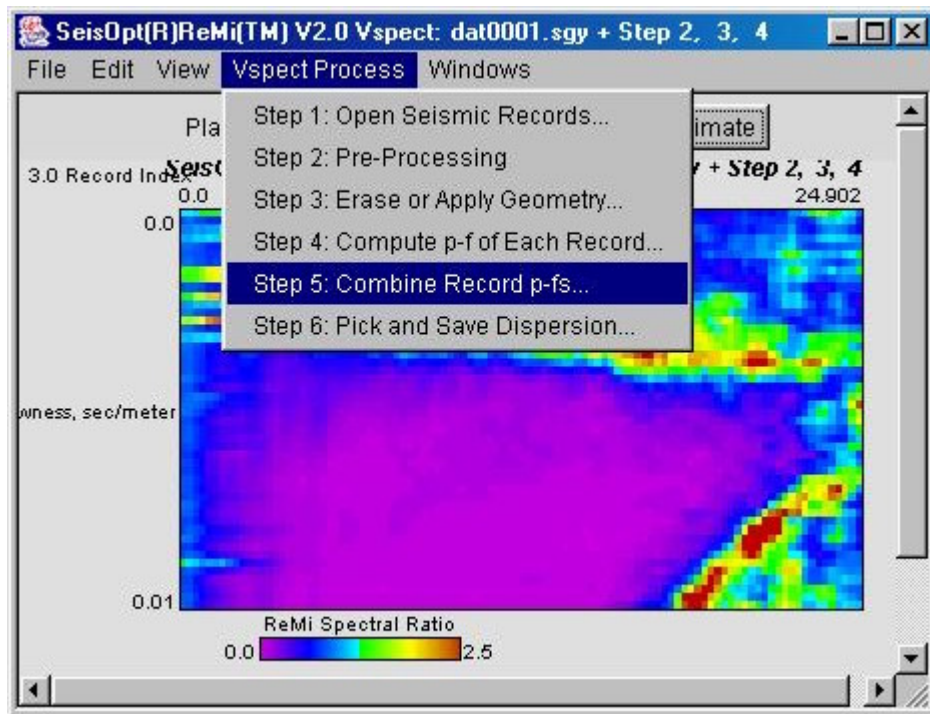 SeisOpt(R)ReMi(TM) V2.0 Vspect: dat0001.sgy + Step 2, 3, 4
File Edit View Vspect Process Windows
Step 1: Open Seismic Records...
Step 2: Pre-Processing
Step 3: Erase or Apply Geometry...
Step 4: Compute p-f of Each Record...
Step 5: Combine Record p-fs...
Step 6: Pick and Save Dispersion...
Pla
imate
3.0 Record Index
+ Step 2, 3, 4
0.0
24.902
0.0
wness, sec/meter
0.01
ReMi Spectral Ratio
0.0
2.5